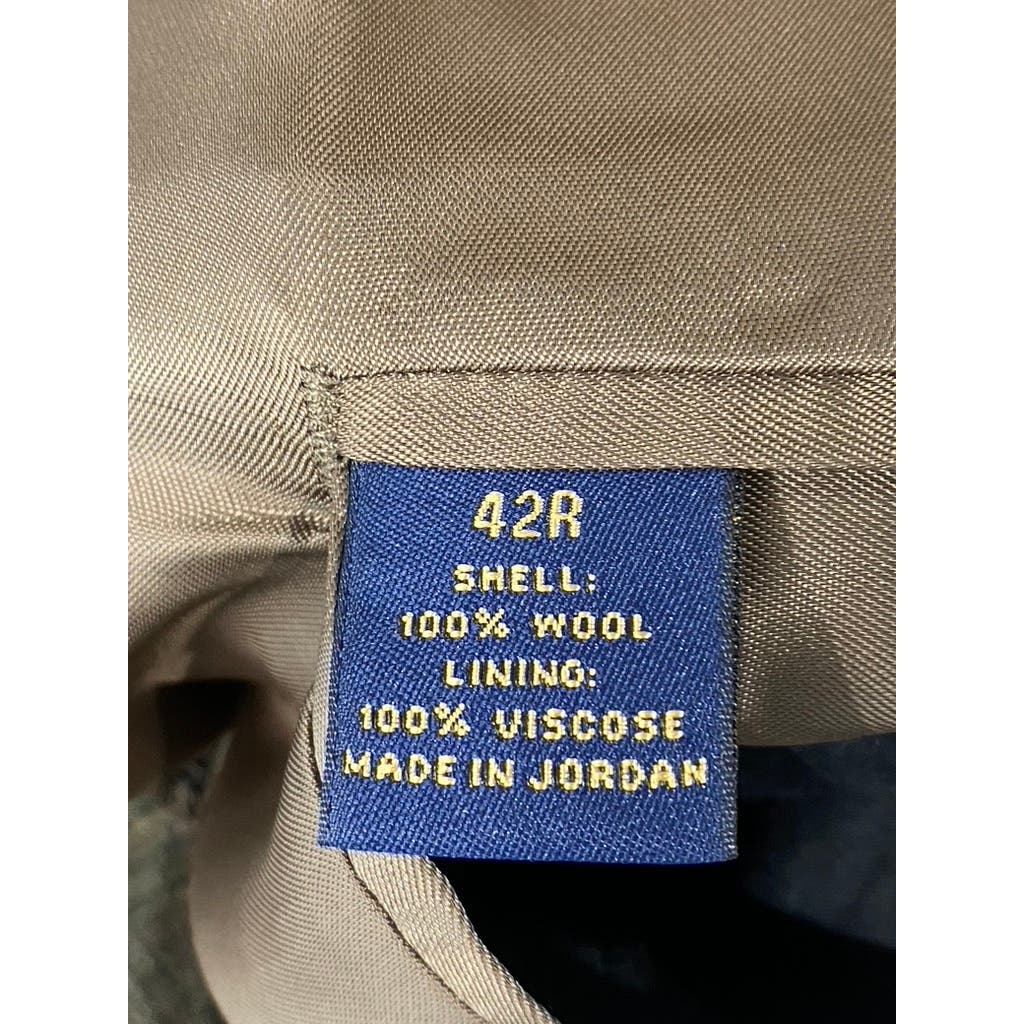 42R
SHELL:
100% WOOL
LINING:
100% VISCOSE
MADE IN JORDAN